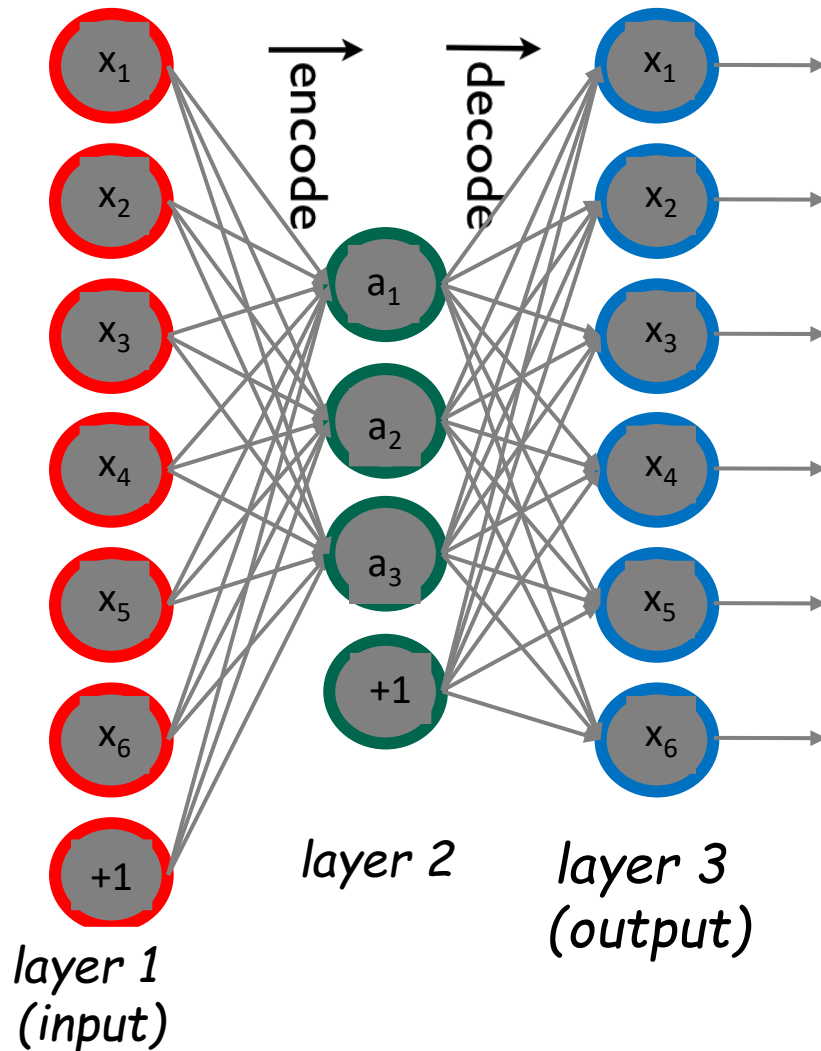 x1
x2
x3
x4
x5
x6
+1
layer 1
(input)
encode
a1
a2
a3
+1
layer 2
decode
x1
x2
x3
x4
x5
x6
layer 3
(output)